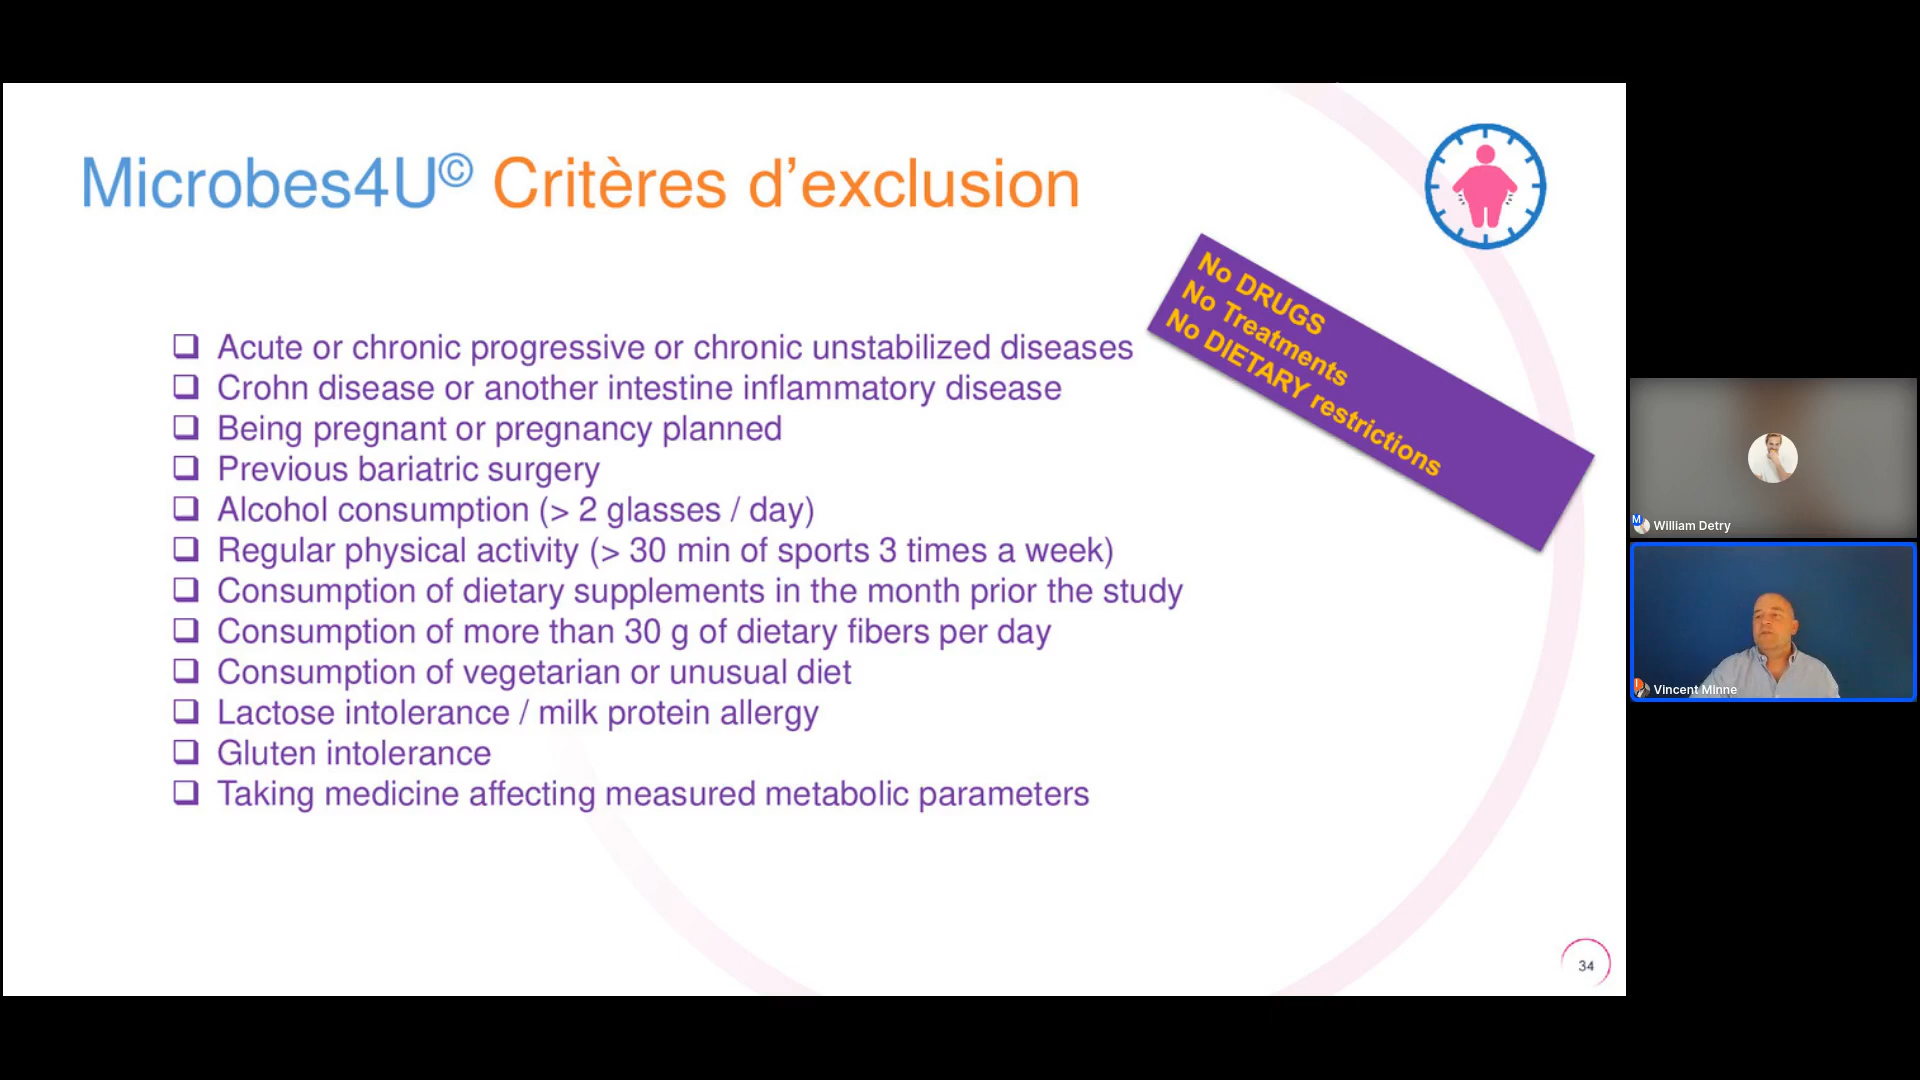 Microbes4U© Critères d’exclusion
No DRUGS
No Treatments
No DIETARY restrictions
❑ Acute or chronic progressive or chronic unstabilized diseases
❑ Crohn disease or another intestine inflammatory disease
❑ Being pregnant or pregnancy planned
❑ Previous bariatric surgery
❑ Alcohol consumption (> 2 glasses / day)
❑ Regular physical activity (> 30 min of sports 3 times a week)
❑ Consumption of dietary supplements in the month prior the study
❑ Consumption of more than 30 g of dietary fibers per day
❑ Consumption of vegetarian or unusual diet
❑ Lactose intolerance / milk protein allergy
❑ Gluten intolerance
❑ Taking medicine affecting measured metabolic parameters
34
M
William Detry
Vincent Minne